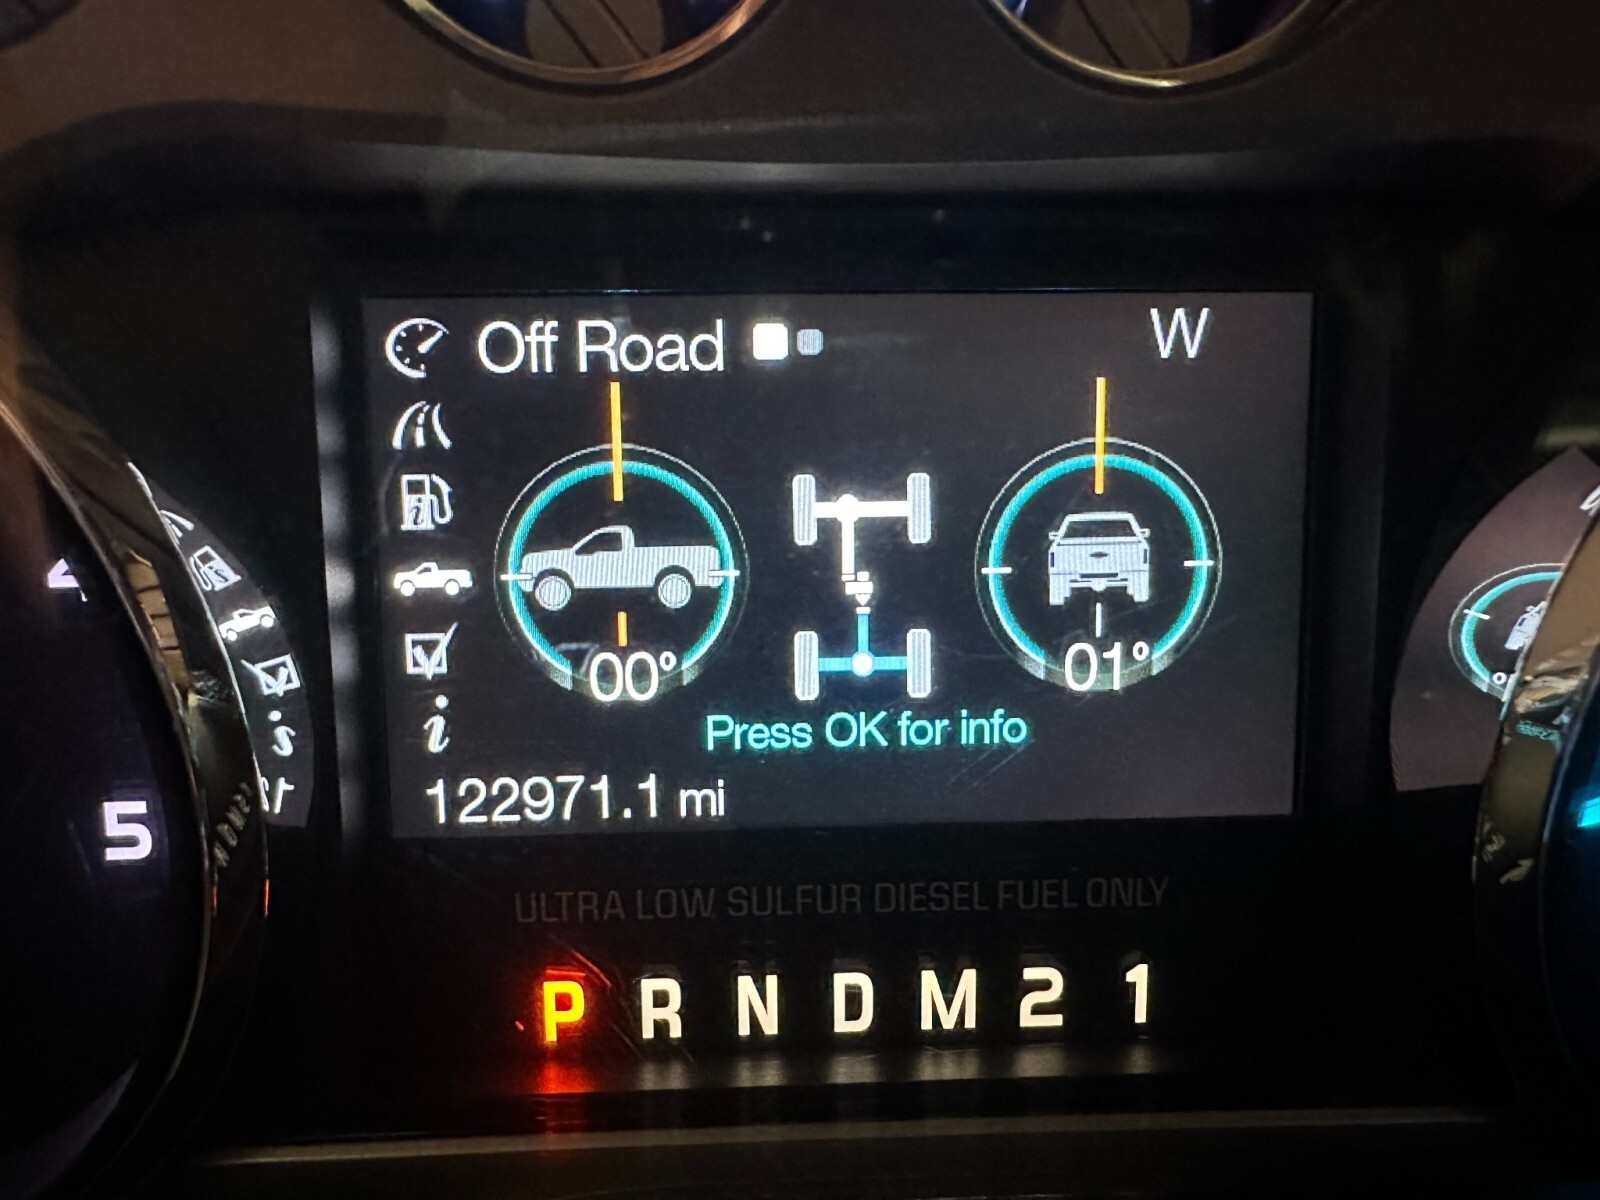 Off Road W
00° 01°
Press OK for info
122971.1 mi
5
ULTRA LOW SULFUR DIESEL FUEL ONLY
P R N D M 2 1